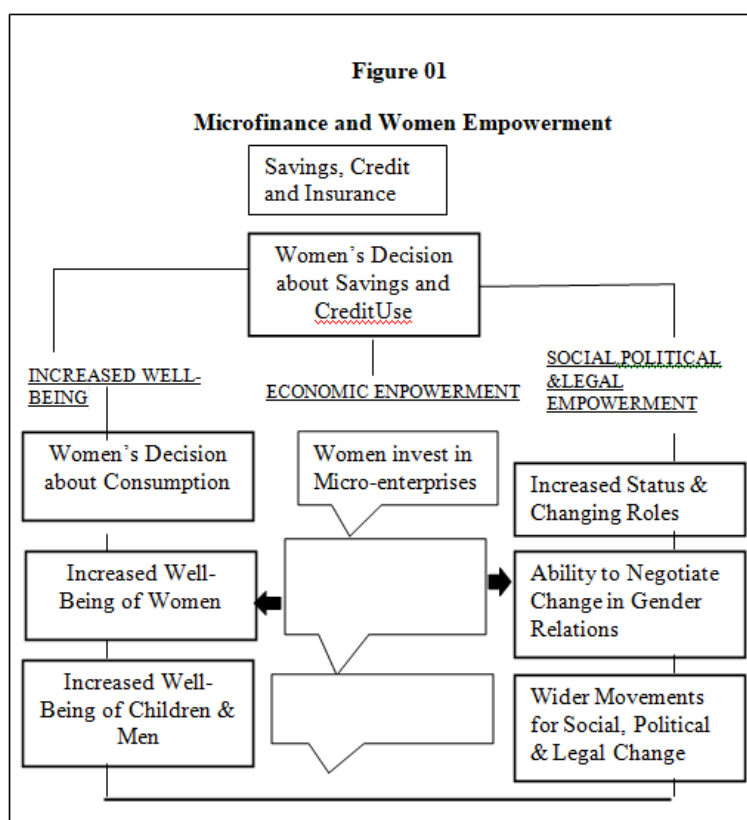 Figure 01
Microfinance and Women Empowerment
Savings, Credit
and Insurance
Women’s Decision
about Savings and
CreditUse
INCREASED WELL-
BEING
ECONOMIC ENPOWERMENT
SOCIAL,POLITICAL
&LEGAL
EMPOWERMENT
Women’s Decision
about Consumption
Women invest in
Micro-enterprises
Increased Status &
Changing Roles
Increased Well-
Being of Women
Ability to Negotiate
Change in Gender
Relations
Increased Well-
Being of Children &
Men
Wider Movements
for Social, Political
& Legal Change